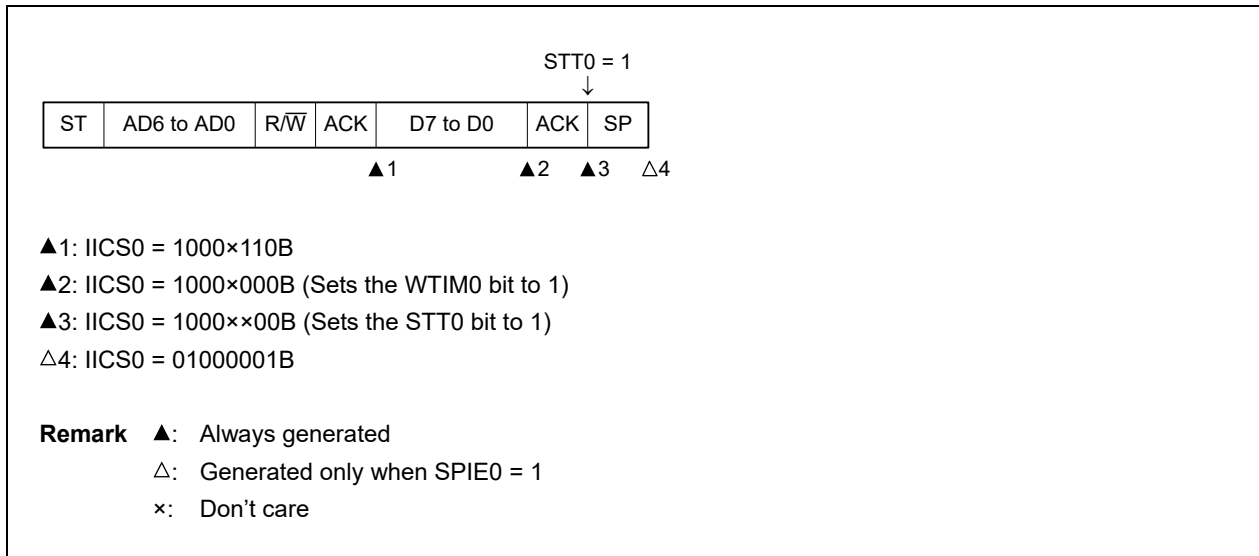 STT0 = 1
↓
ST AD6 to AD0 R/W̅ ACK D7 to D0 ACK SP
▲1 ▲2 ▲3 △4
▲1: IICS0 = 1000×110B
▲2: IICS0 = 1000×000B (Sets the WTIM0 bit to 1)
▲3: IICS0 = 1000××00B (Sets the STT0 bit to 1)
△4: IICS0 = 01000001B
Remark ▲: Always generated
△: Generated only when SPIE0 = 1
×: Don’t care